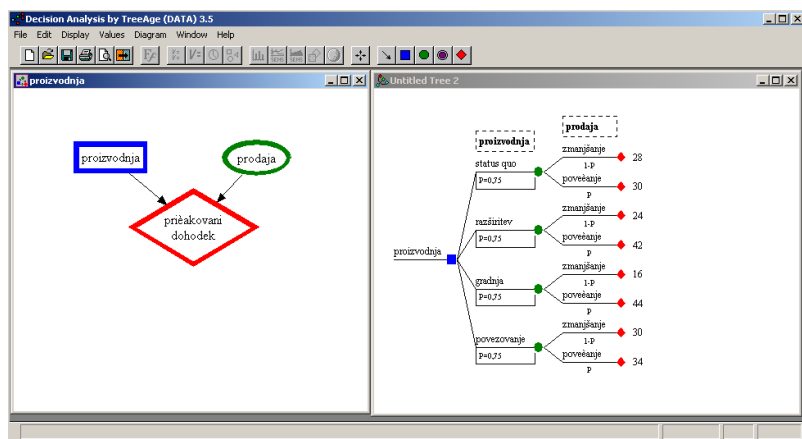 Decision Analysis by TreeAge (DATA) 3.5
File Edit Display Values Diagram Window Help
proizvodnja
proizvodnja
prodaja
prièakovani
dohodek
Untitled Tree 2
proizvodnja
prodaja
proizvodnja
status quo
P=0,75
zmanjšanje
1-P
28
poveèanje
P
30
razširitev
P=0,75
zmanjšanje
1-P
24
poveèanje
P
42
gradnja
P=0,75
zmanjšanje
1-P
16
poveèanje
P
44
povezovanje
P=0,75
zmanjšanje
1-P
30
poveèanje
P
34